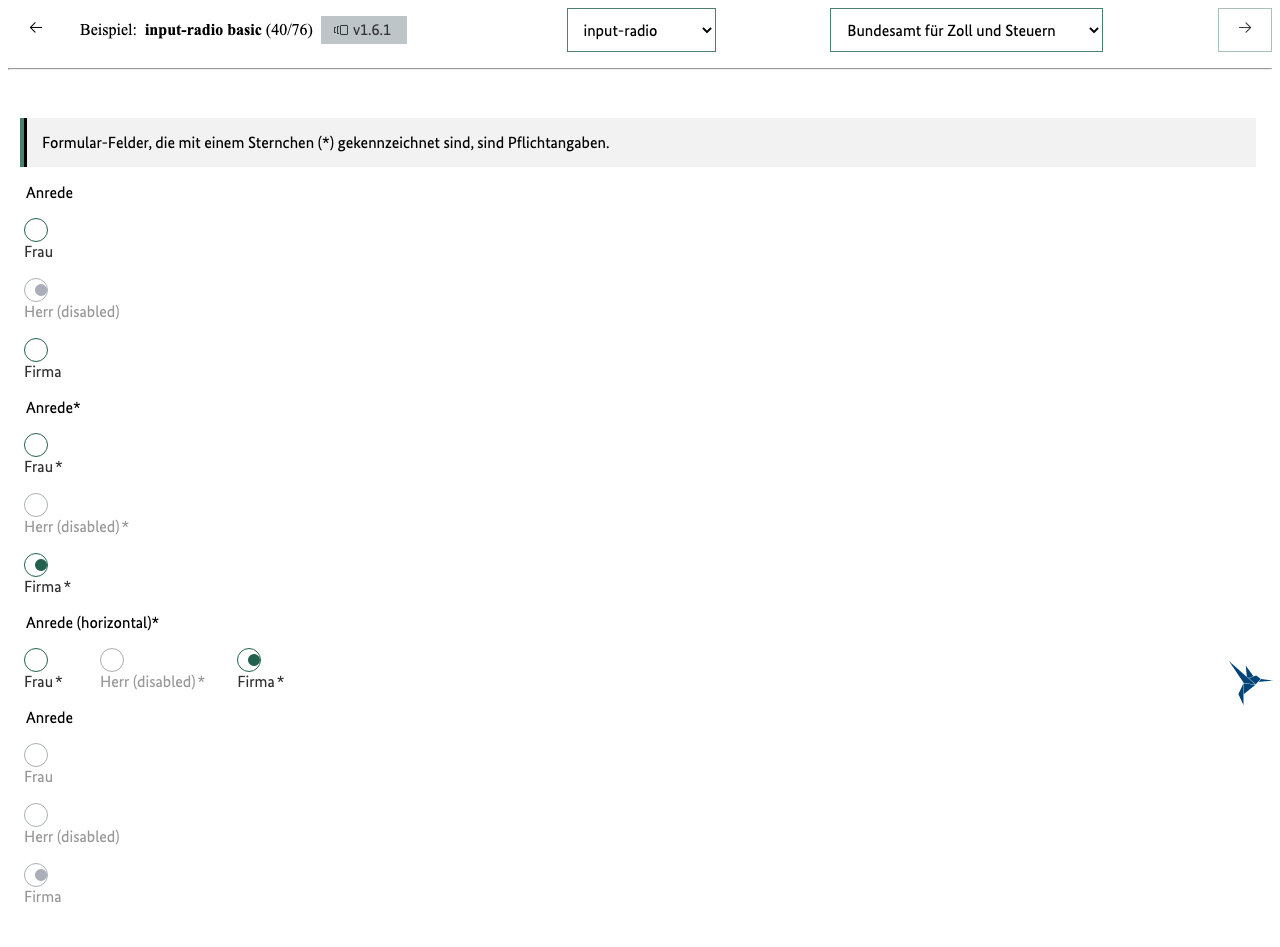 Beispiel: input-radio basic (40/76) v1.6.1 input-radio Bundesamt für Zoll und Steuern
Formular-Felder, die mit einem Sternchen (*) gekennzeichnet sind, sind Pflichtangaben.
Anrede
Frau
Herr (disabled)
Firma
Anrede*
Frau*
Herr (disabled)*
Firma*
Anrede (horizontal)*
Frau* Herr (disabled)* Firma*
Anrede
Frau
Herr (disabled)
Firma